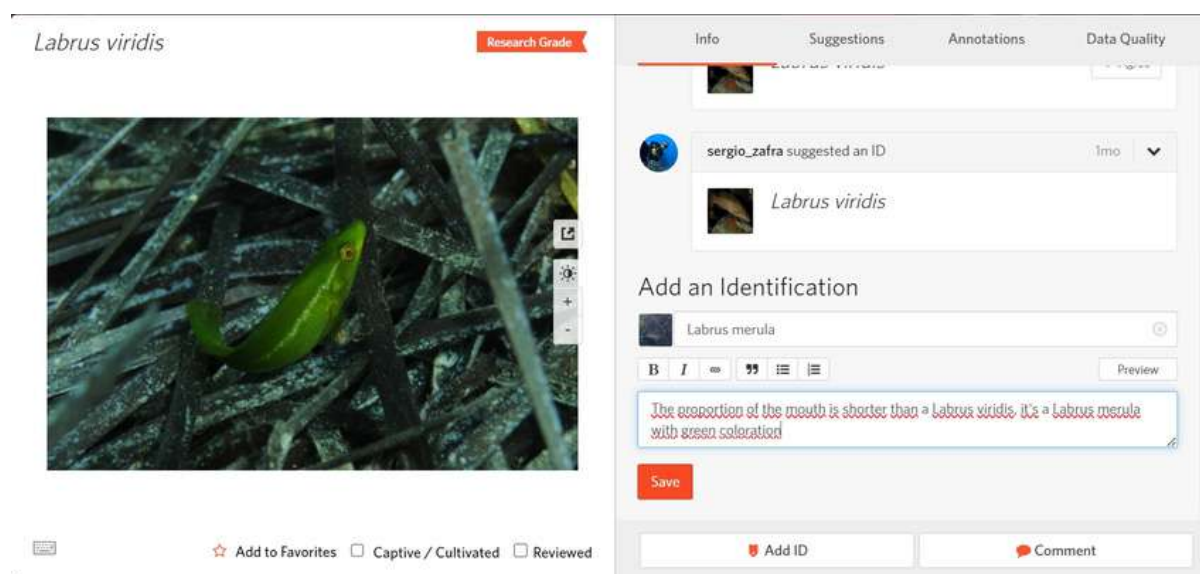 Labrus viridis
Research Grade
Add to Favorites
Captive / Cultivated
Reviewed
Info Suggestions Annotations Data Quality
Labrus viridis
sergio_zafra suggested an ID 1mo
Labrus viridis
Add an Identification
Labrus merula
B I
Preview
The proportion of the mouth is shorter than a Labrus viridis, it's a Labrus merula
with green coloration
Save
Add ID
Comment